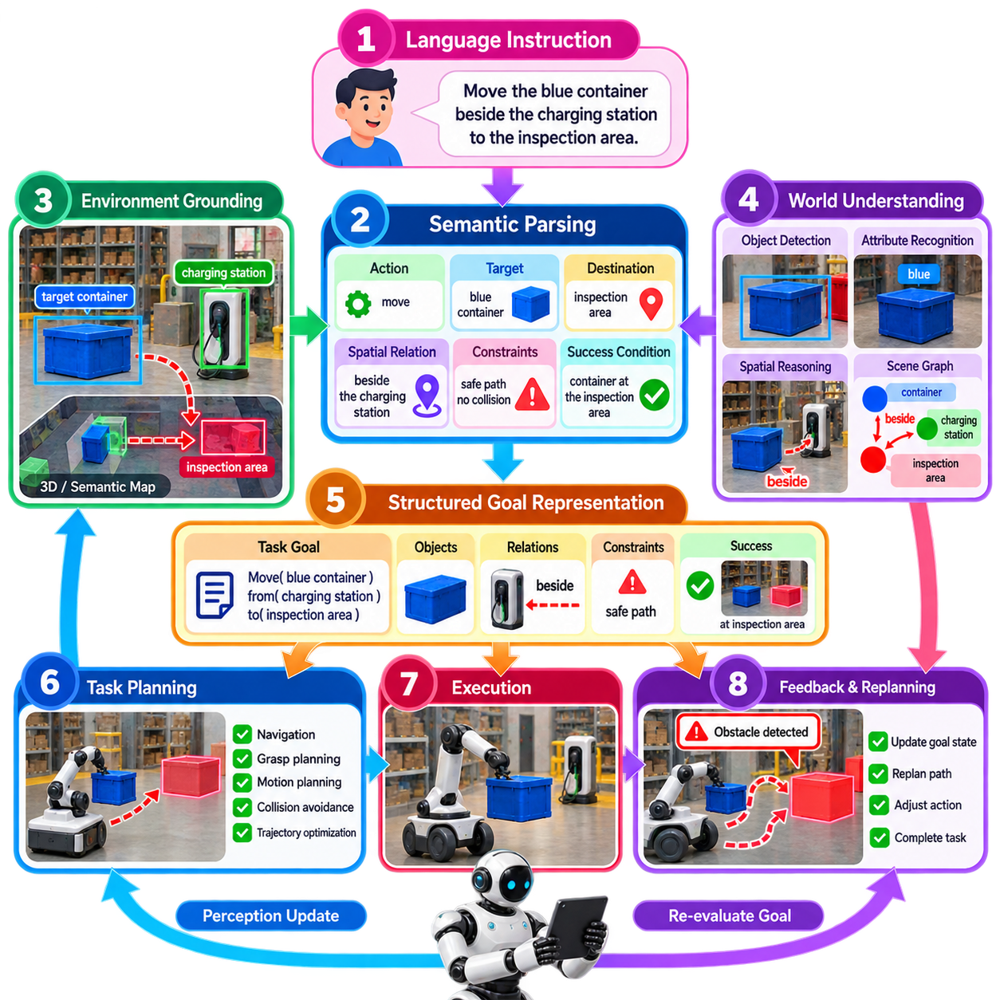 1 Language Instruction
Move the blue container
beside the charging station
to the inspection area.
2 Semantic Parsing
Action
move
Target
blue
container
Destination
inspection
area
Spatial Relation
beside
the charging
station
Constraints
safe path
no collision
Success Condition
container at
the inspection
area
3 Environment Grounding
charging station
target container
inspection area
3D / Semantic Map
4 World Understanding
Object Detection
Attribute Recognition
blue
Spatial Reasoning
beside
Scene Graph
container
beside
charging
station
inspection
area
5 Structured Goal Representation
Task Goal
Move( blue container )
from( charging station )
to( inspection area )
Objects
Relations
beside
Constraints
safe path
Success
at inspection area
6 Task Planning
Navigation
Grasp planning
Motion planning
Collision avoidance
Trajectory optimization
7 Execution
8 Feedback & Replanning
Obstacle detected
Update goal state
Replan path
Adjust action
Complete task
Perception Update
Re-evaluate Goal